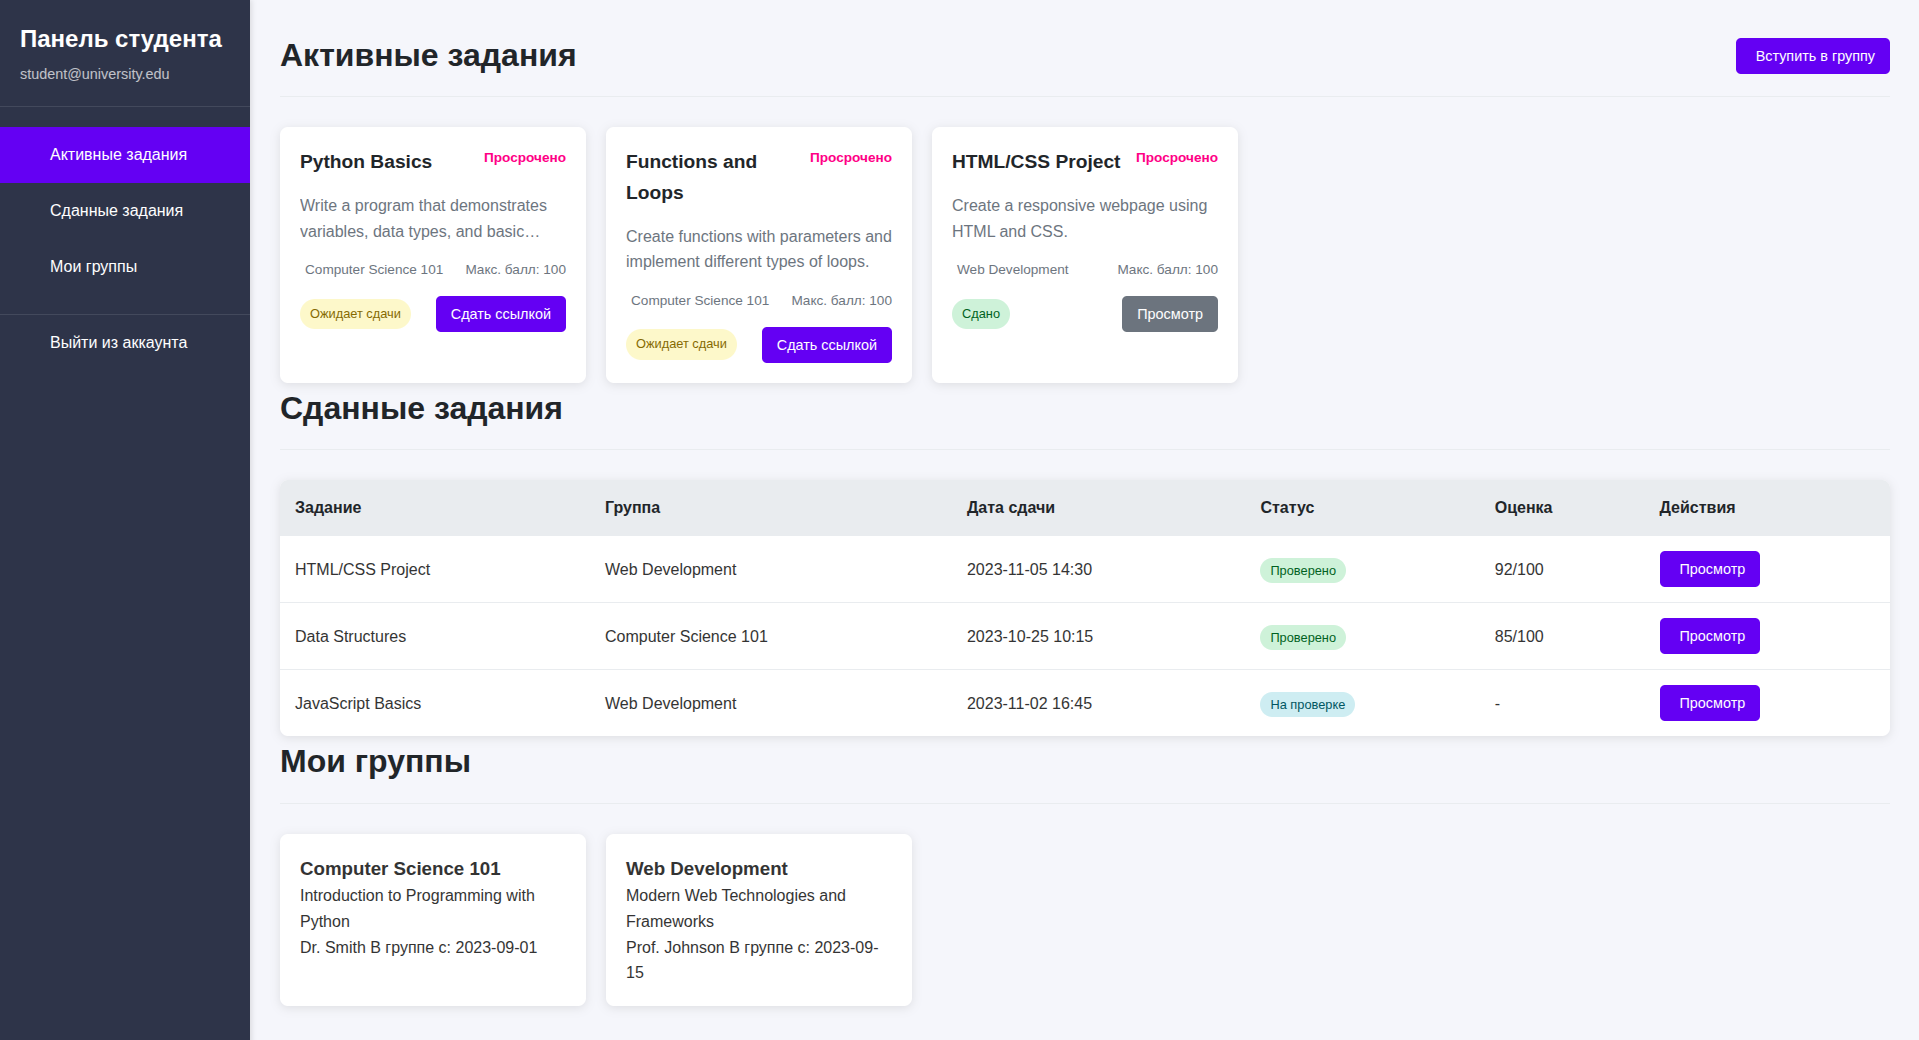 Панель студента
student@university.edu
Активные задания
Сданные задания
Мои группы
Выйти из аккаунта
Активные задания
Вступить в группу
Python Basics
Просрочено
Write a program that demonstrates
variables, data types, and basic…
Computer Science 101
Макс. балл: 100
Ожидает сдачи
Сдать ссылкой
Functions and
Loops
Просрочено
Create functions with parameters and
implement different types of loops.
Computer Science 101
Макс. балл: 100
Ожидает сдачи
Сдать ссылкой
HTML/CSS Project
Просрочено
Create a responsive webpage using
HTML and CSS.
Web Development
Макс. балл: 100
Сдано
Просмотр
Сданные задания
Задание Группа Дата сдачи Статус Оценка Действия
HTML/CSS Project Web Development 2023-11-05 14:30 Проверено 92/100 Просмотр
Data Structures Computer Science 101 2023-10-25 10:15 Проверено 85/100 Просмотр
JavaScript Basics Web Development 2023-11-02 16:45 На проверке - Просмотр
Мои группы
Computer Science 101
Introduction to Programming with
Python
Dr. Smith В группе с: 2023-09-01
Web Development
Modern Web Technologies and
Frameworks
Prof. Johnson В группе с: 2023-09-
15